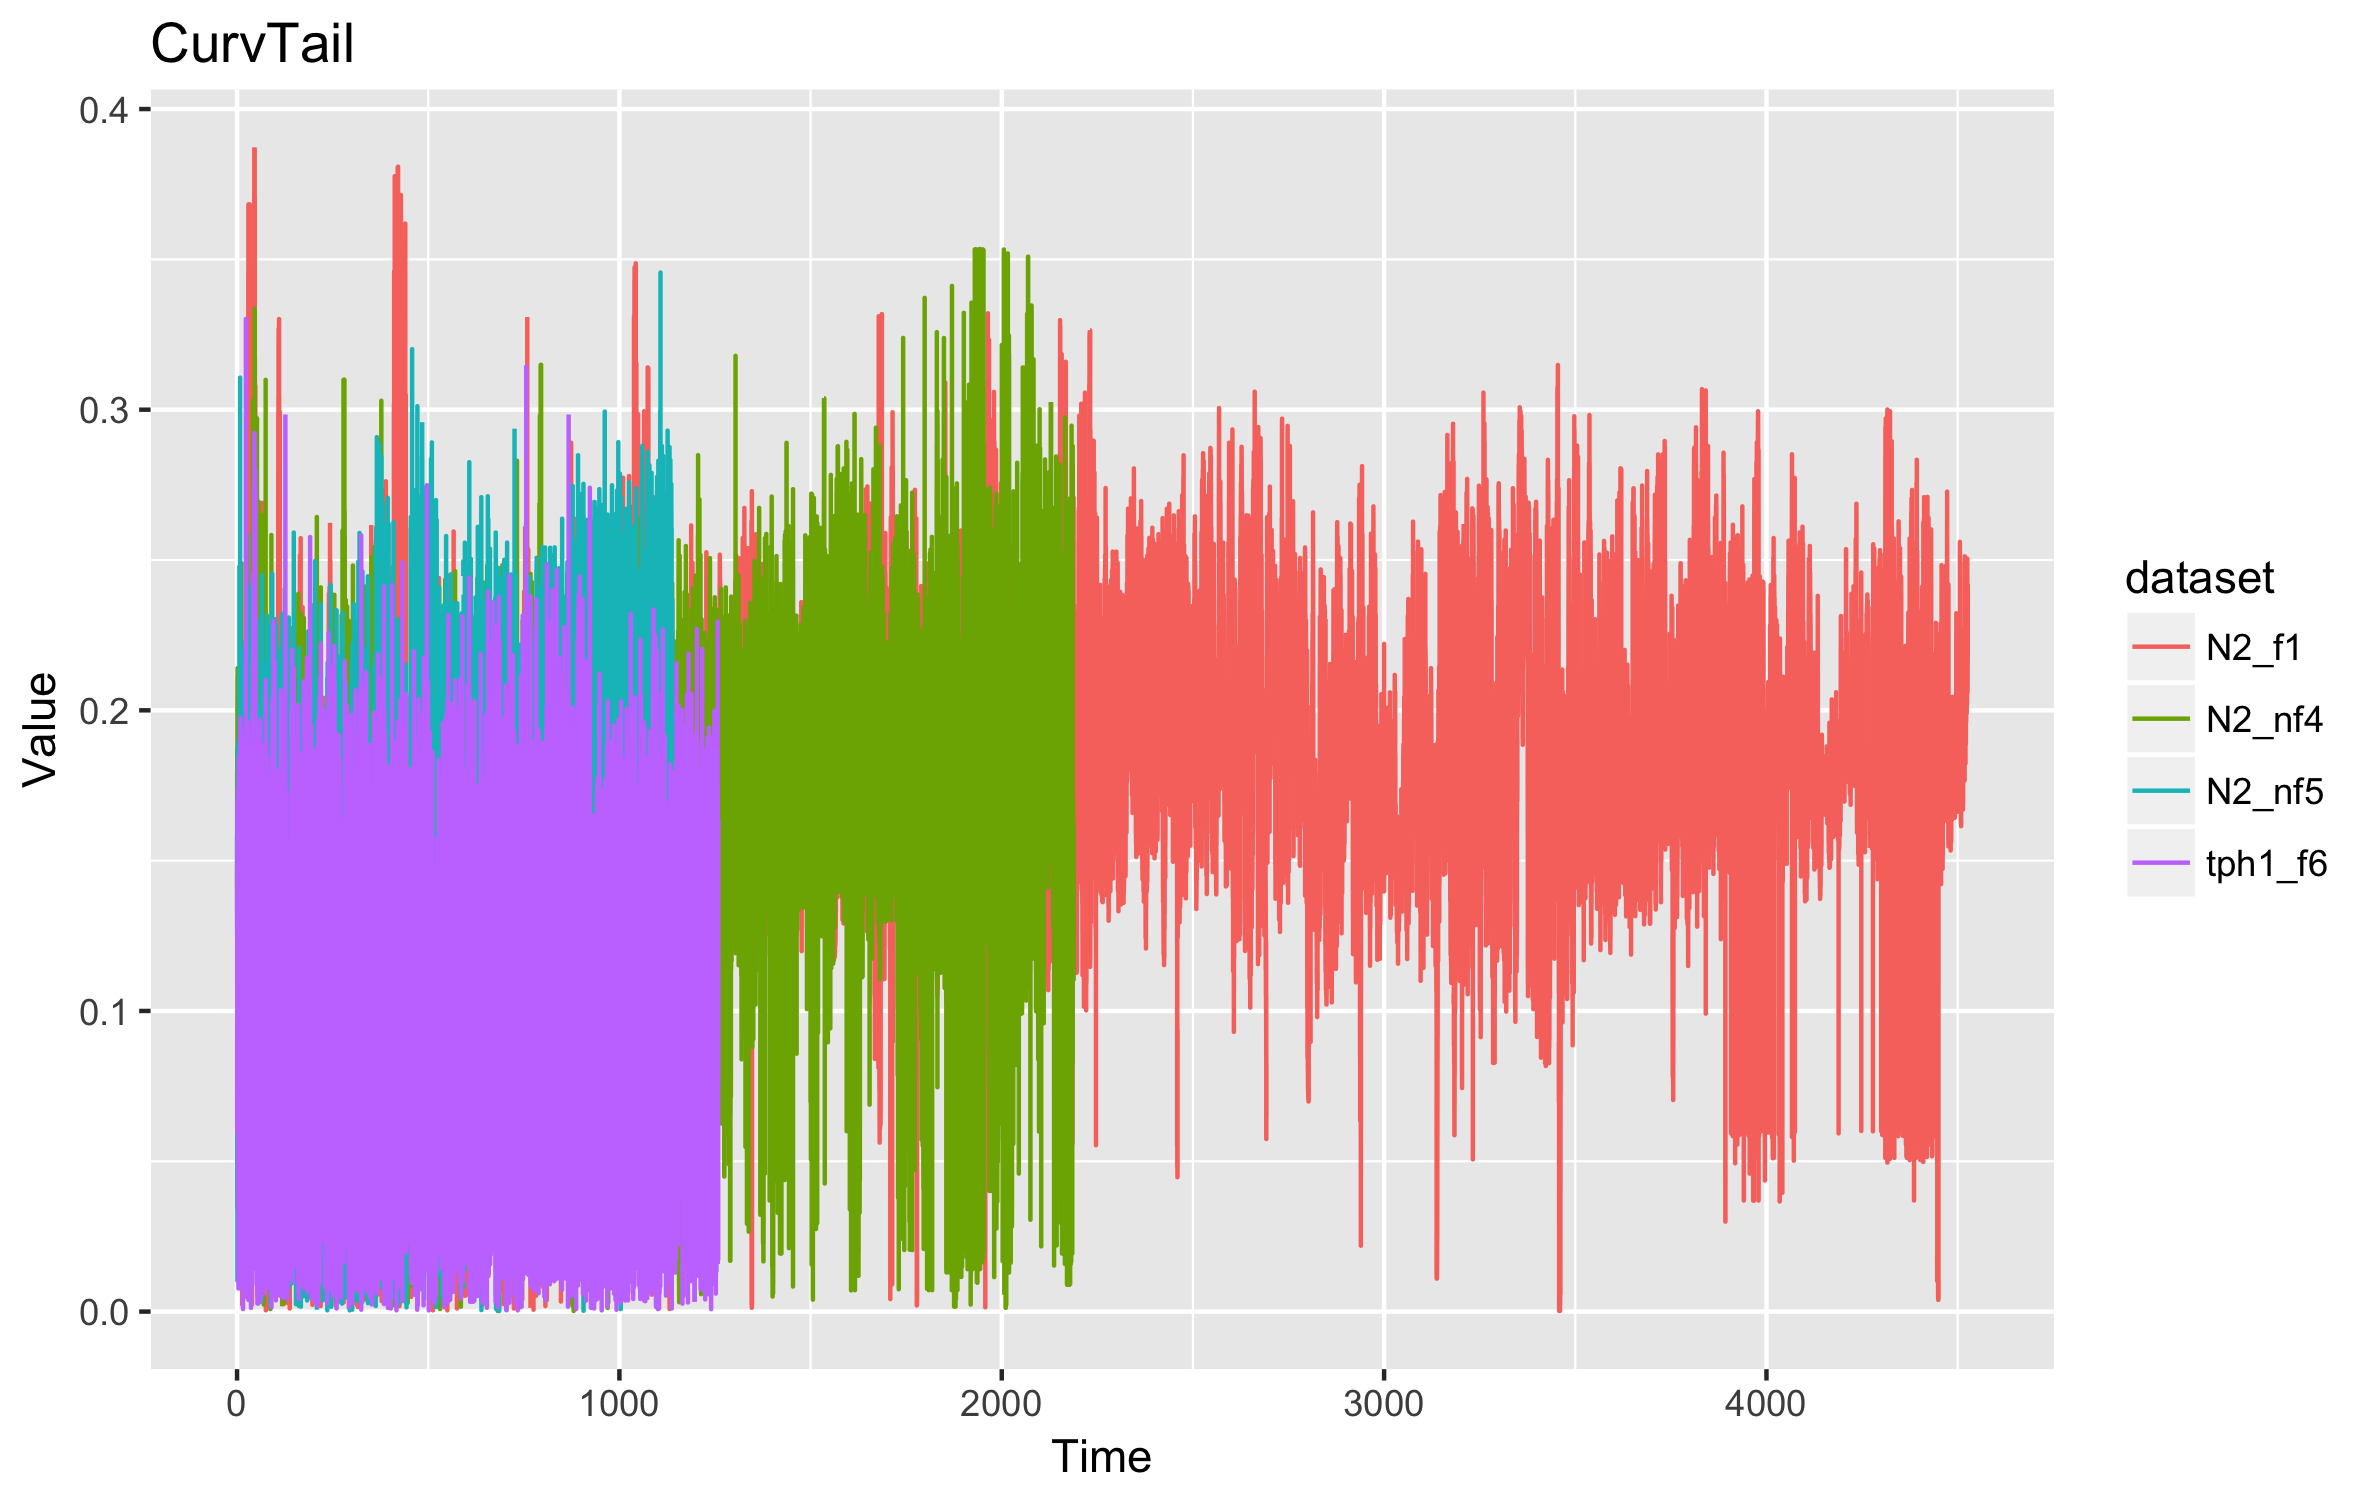 CurvTail
0.4
0.3
0.2
0.1
0.0
Value
0
1000
2000
3000
4000
Time
dataset
N2_f1
N2_nf4
N2_nf5
tph1_f6